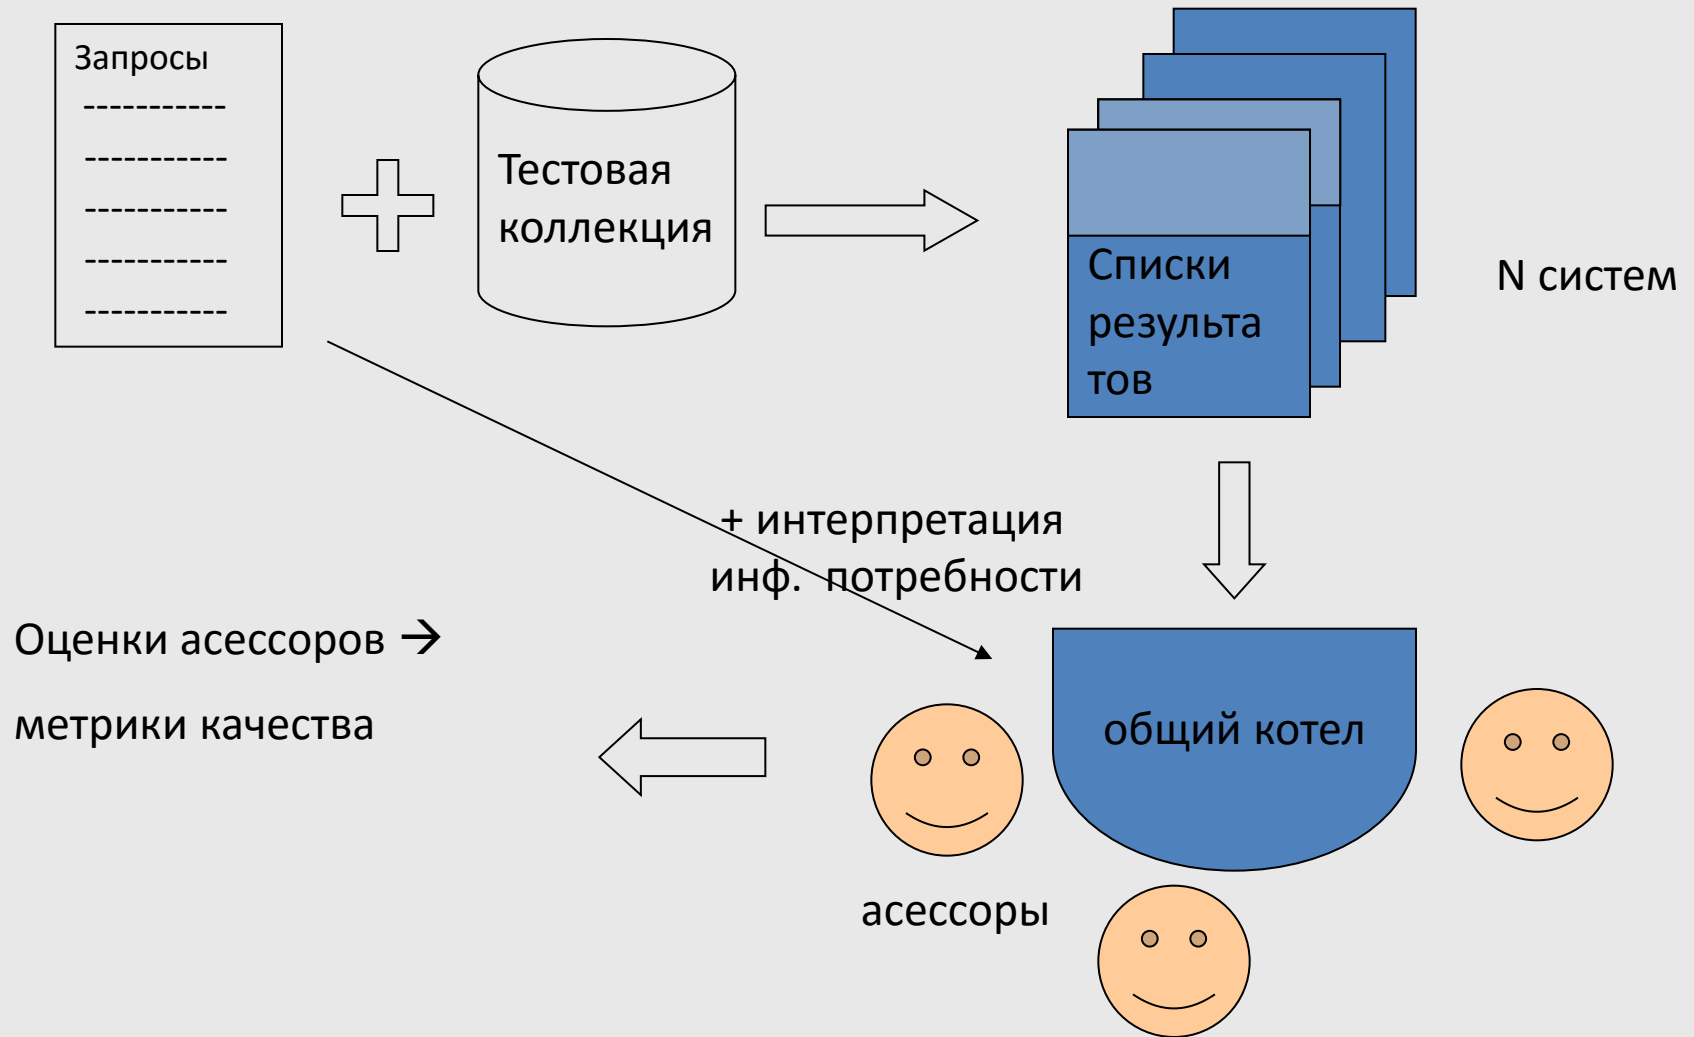 Запросы
-----------
-----------
-----------
-----------
-----------
Тестовая
коллекция
Списки
результа
тов
N систем
+ интерпретация
инф. потребности
Оценки асессоров →
метрики качества
общий котел
асессоры